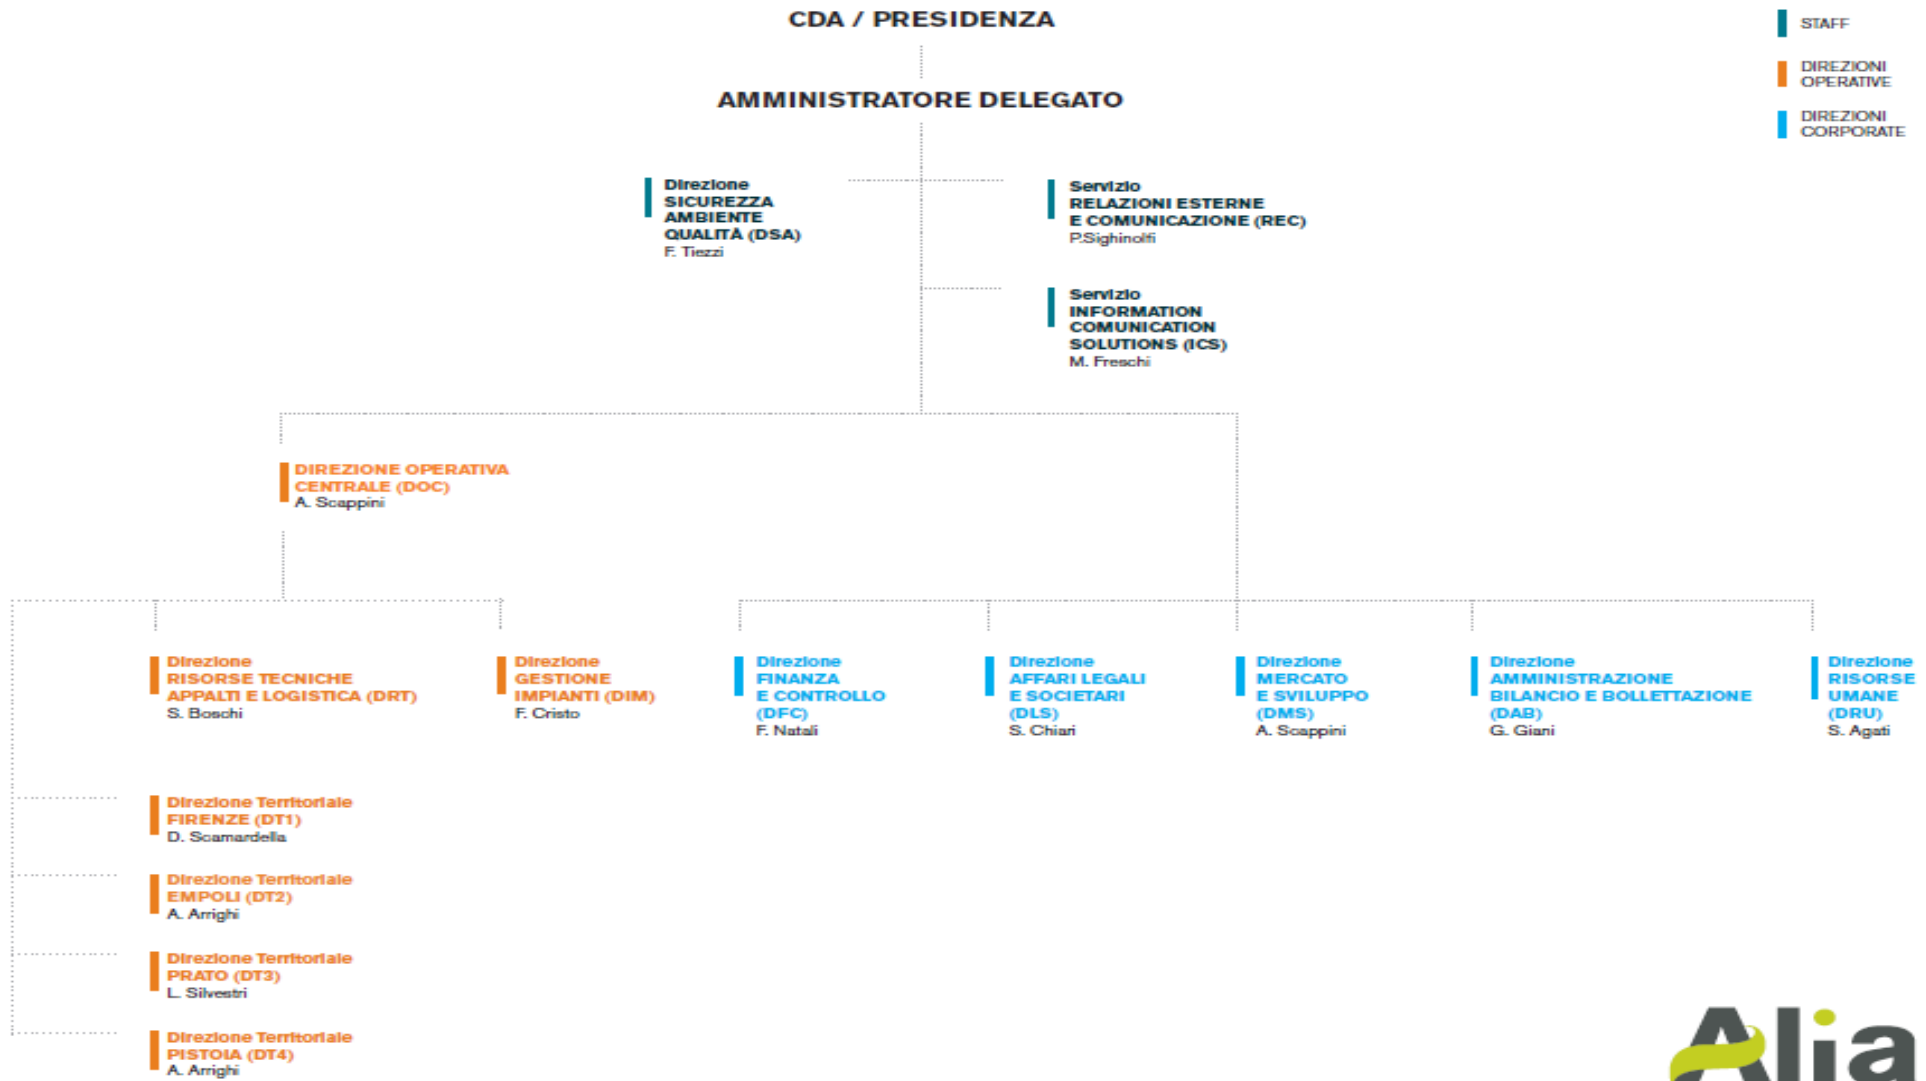 CDA / PRESIDENZA
AMMINISTRATORE DELEGATO
STAFF
DIREZIONI
OPERATIVE
DIREZIONI
CORPORATE
Direzione
SICUREZZA
AMBIENTE
QUALITÀ (DSA)
F. Tiezzi
Servizio
RELAZIONI ESTERNE
E COMUNICAZIONE (REC)
P.Sighinolfi
Servizio
INFORMATION
COMUNICATION
SOLUTIONS (ICS)
M. Freschi
DIREZIONE OPERATIVA
CENTRALE (DOC)
A. Scappini
Direzione
RISORSE TECNICHE
APPALTI E LOGISTICA (DRT)
S. Boschi
Direzione
GESTIONE
IMPIANTI (DIM)
F. Cristo
Direzione
FINANZA
E CONTROLLO
(DFC)
F. Natali
Direzione
AFFARI LEGALI
E SOCIETARI
(DLS)
S. Chiari
Direzione
MERCATO
E SVILUPPO
(DMS)
A. Scappini
Direzione
AMMINISTRAZIONE
BILANCIO E BOLLETTAZIONE
(DAB)
G. Giani
Direzione
RISORSE
UMANE
(DRU)
S. Agati
Direzione Territoriale
FIRENZE (DT1)
D. Scamardella
Direzione Territoriale
EMPOLI (DT2)
A. Arrighi
Direzione Territoriale
PRATO (DT3)
L. Silvestri
Direzione Territoriale
PISTOIA (DT4)
A. Arrighi
Alia